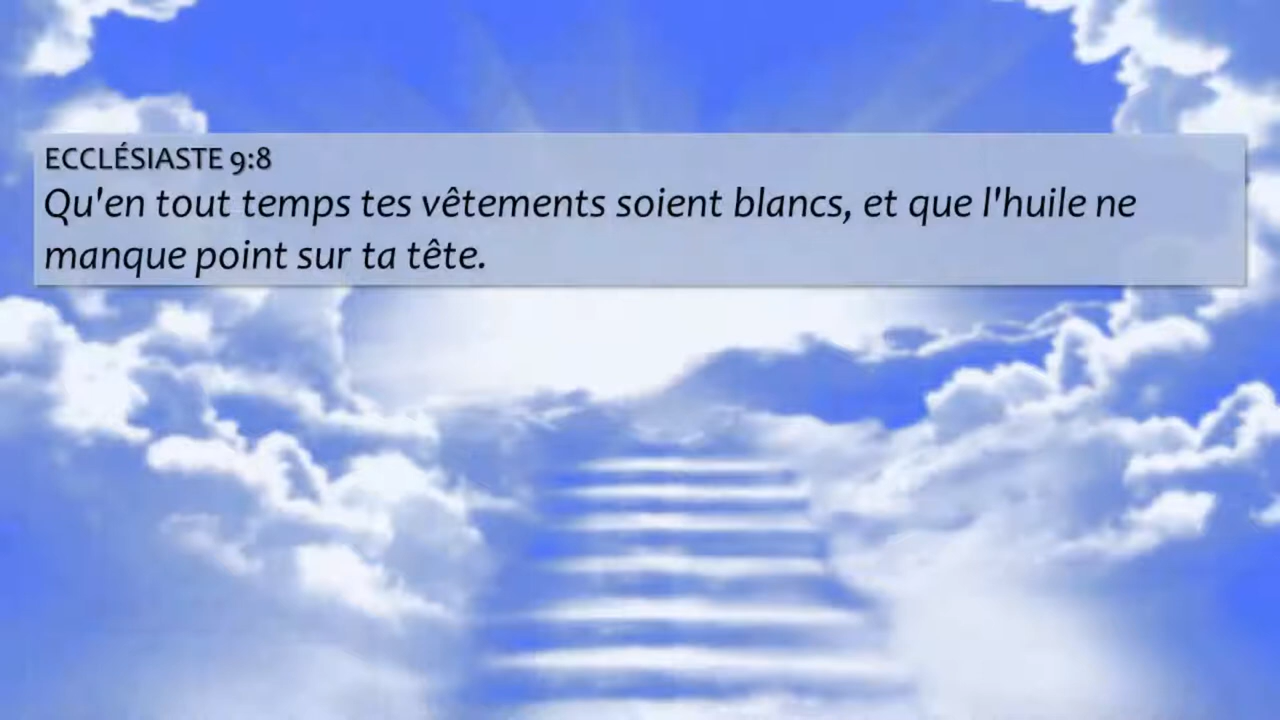 ECCLÉSIASTE 9:8
Qu'en tout temps tes vêtements soient blancs, et que l'huile ne
manque point sur ta tête.